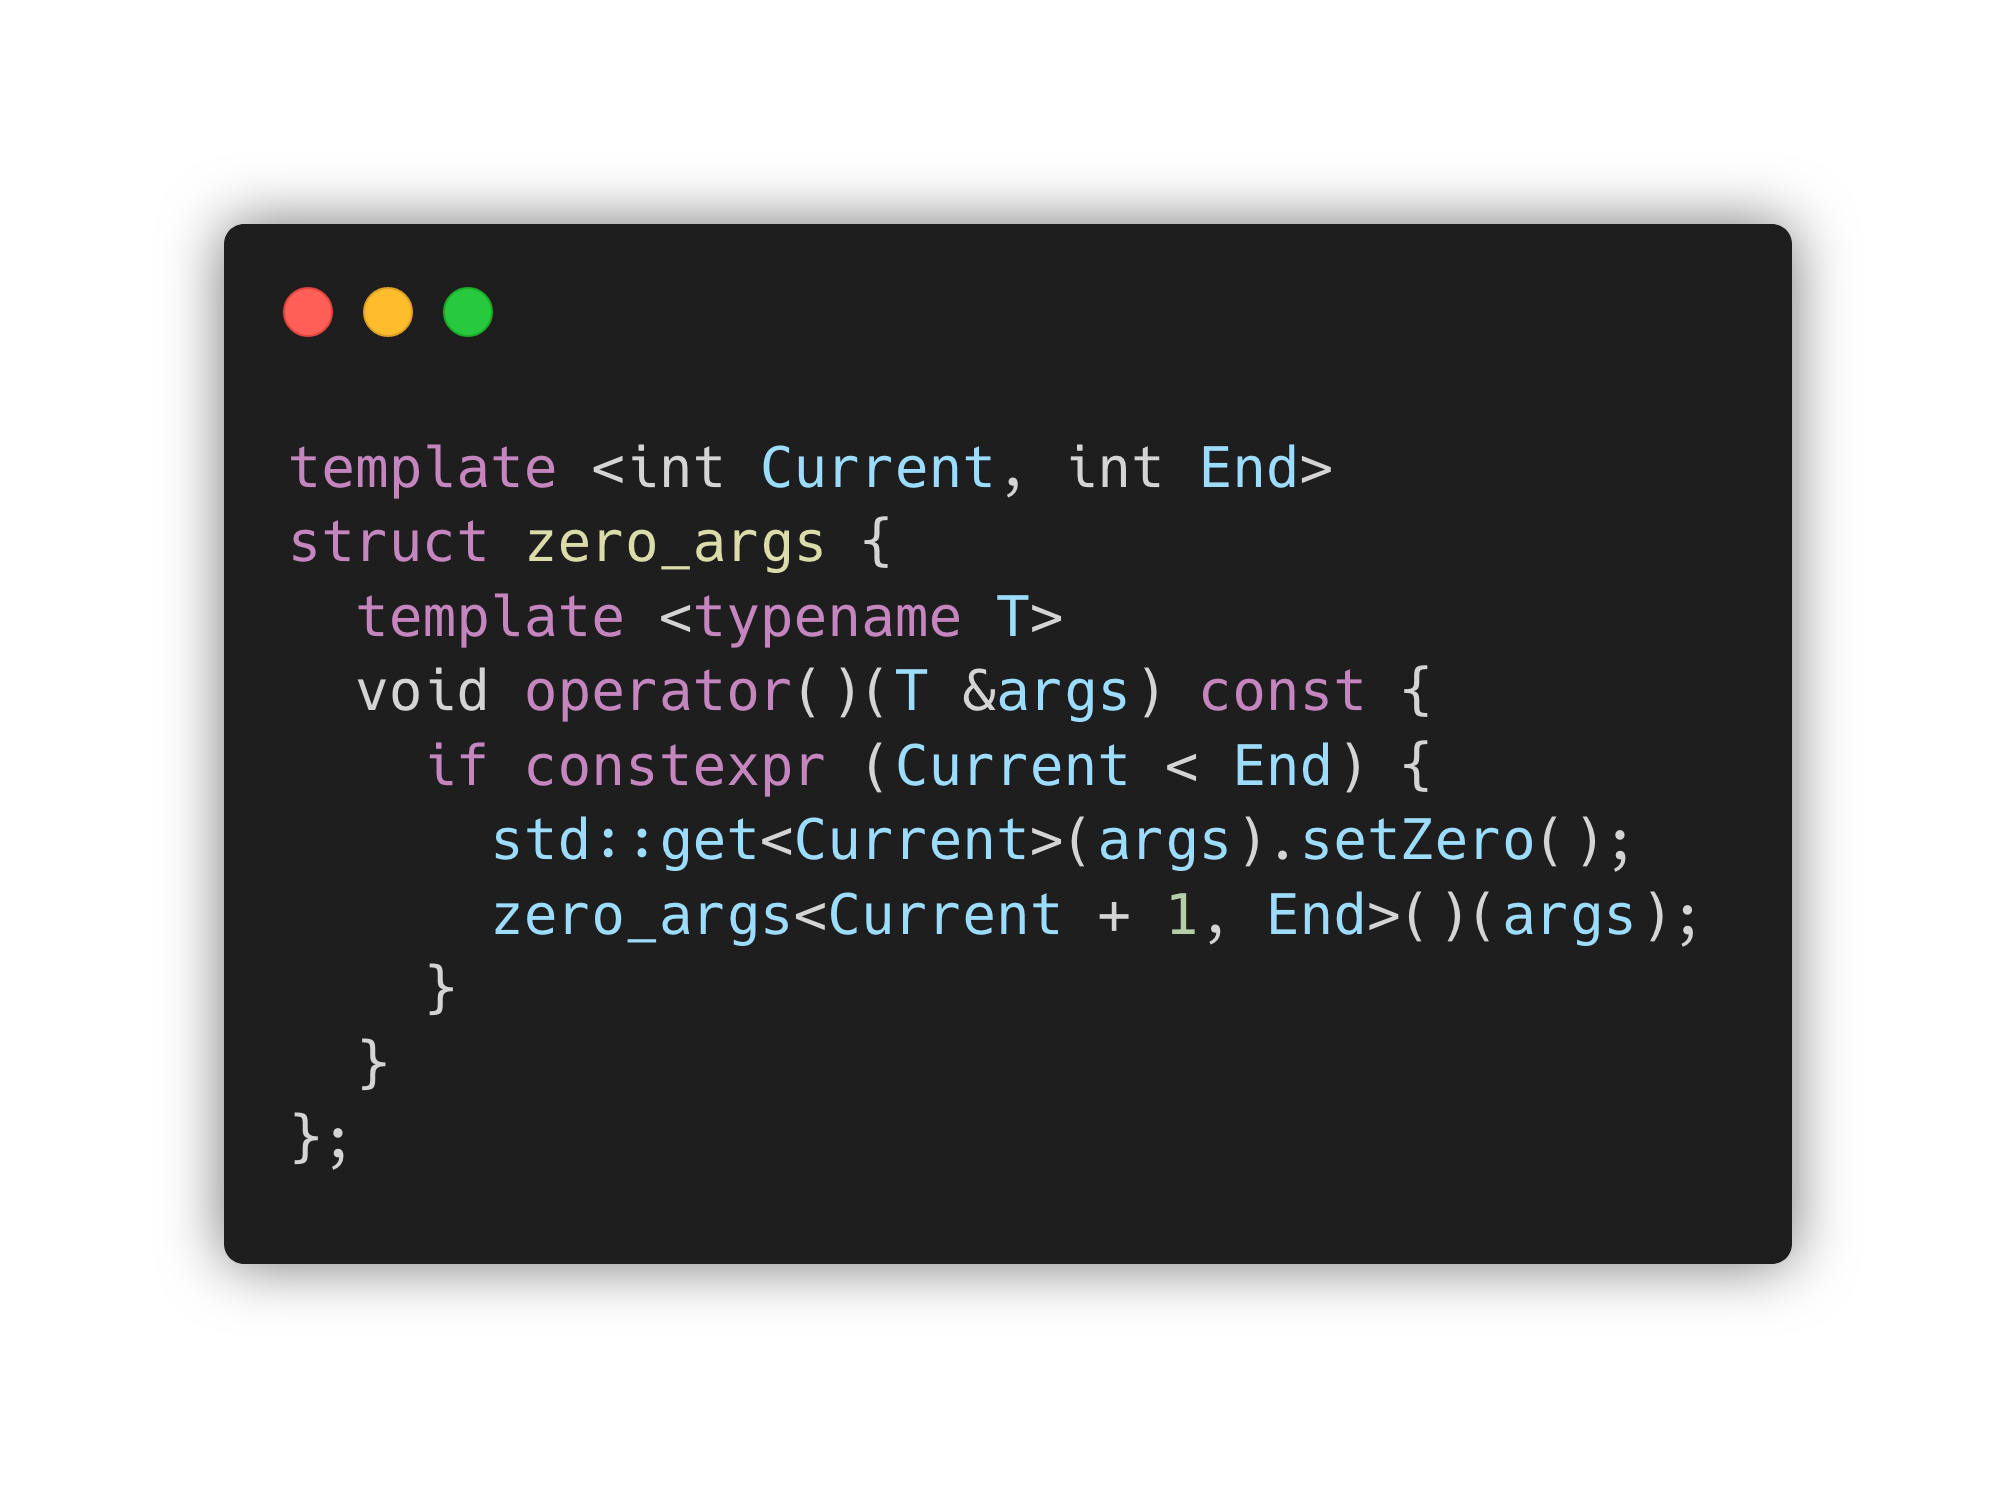 template <int Current, int End>
struct zero_args {
  template <typename T>
  void operator()(T &args) const {
    if constexpr (Current < End) {
      std::get<Current>(args).setZero();
      zero_args<Current + 1, End>()(args);
    }
  }
};